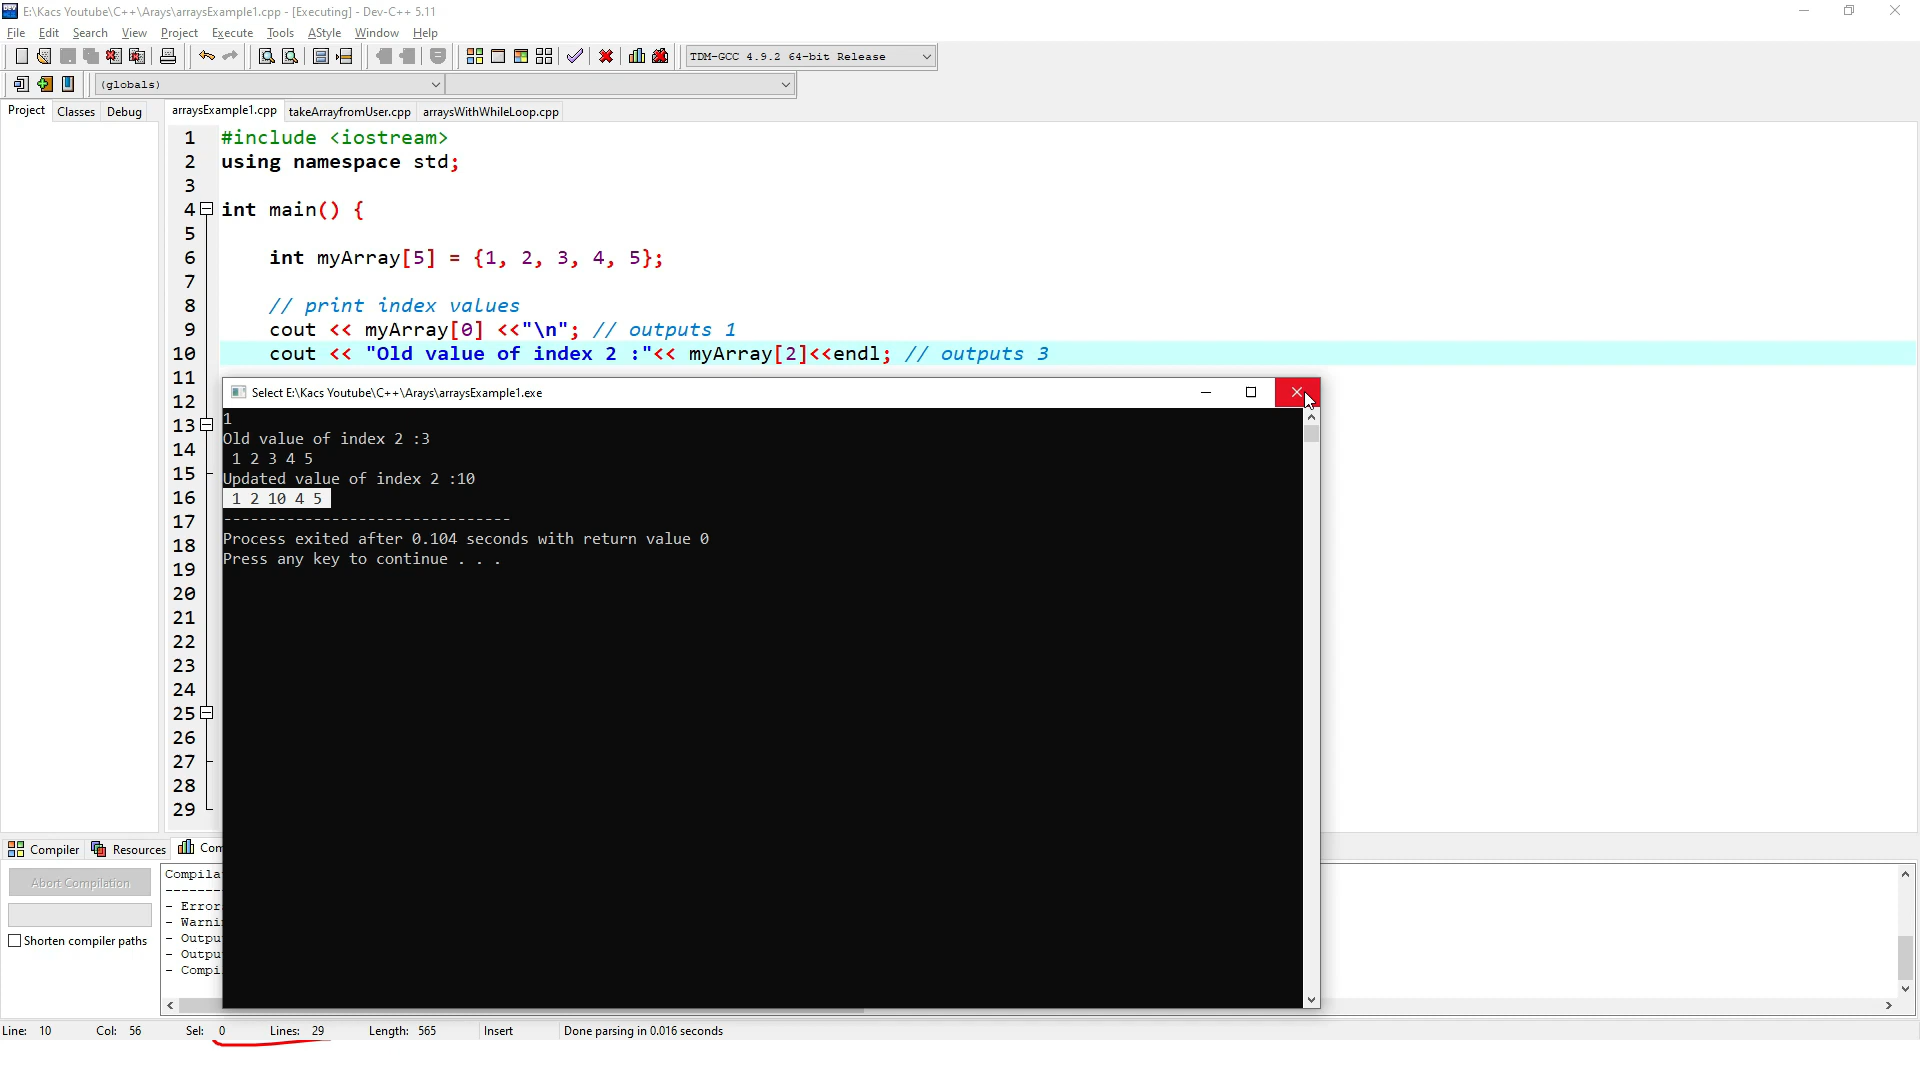 E:\Kacs Youtube\C++\Arays\arraysExample1.cpp - [Executing] - Dev-C++ 5.11
File Edit Search View Project Execute Tools AStyle Window Help
TDM-GCC 4.9.2 64-bit Release
(globals)
Project Classes Debug arraysExample1.cpp takeArrayfromUser.cpp arraysWithWhileLoop.cpp
1 #include <iostream>
2 using namespace std;
3
4 int main() {
5
6 int myArray[5] = {1, 2, 3, 4, 5};
7
8 // print index values
9 cout << myArray[0] <<"\n"; // outputs 1
10 cout << "Old value of index 2 :"<< myArray[2]<<endl; // outputs 3
11
12
13
14
15
16
17
18
19
20
21
22
23
24
25
26
27
28
29
Select E:\Kacs Youtube\C++\Arays\arraysExample1.exe
1
Old value of index 2 :3
1 2 3 4 5
Updated value of index 2 :10
1 2 10 4 5
--------------------------------
Process exited after 0.104 seconds with return value 0
Press any key to continue . . .
Compiler Resources Com
Abort Compilation
Shorten compiler paths
Compila
--------
- Error
- Warni
- Outpu
- Outpu
- Compi
Line: 10 Col: 56 Sel: 0 Lines: 29 Length: 565 Insert Done parsing in 0.016 seconds